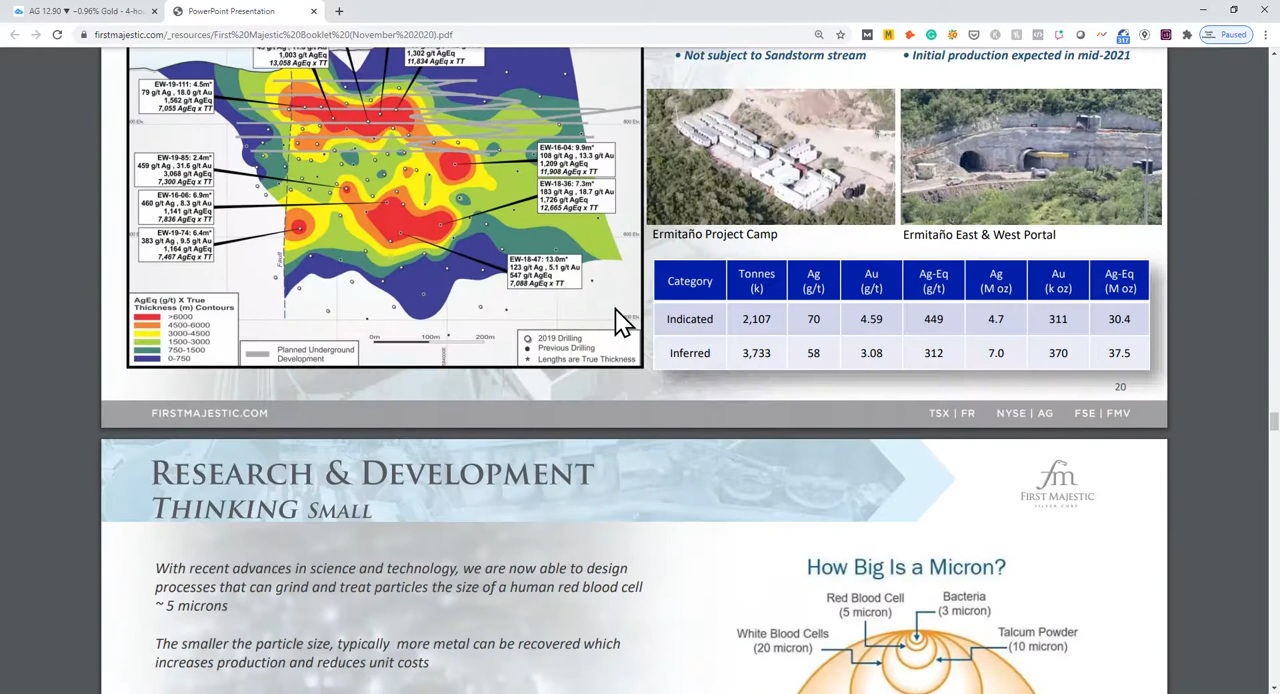 AG 12.90 ▼ −0.96% Gold - 4-ho
PowerPoint Presentation
firstmajestic.com/_resources/First%20Majestic%20Booklet%20(November%202020).pdf
Paused
1,003 g/t AgEq
13,058 AgEq x TT
1,302 g/t AgEq
11,834 AgEq x TT
EW-19-111: 4.5m*
79 g/t Ag , 18.0 g/t Au
1,562 g/t AgEq
7,055 AgEq x TT
EW-19-85: 2.4m*
459 g/t Ag , 31.6 g/t Au
3,068 g/t AgEq
7,300 AgEq x TT
EW-16-06: 6.9m*
460 g/t Ag , 8.3 g/t Au
1,141 g/t AgEq
7,836 AgEq x TT
EW-19-74: 6.4m*
383 g/t Ag , 9.5 g/t Au
1,164 g/t AgEq
7,467 AgEq x TT
EW-16-04: 9.9m*
108 g/t Ag , 13.3 g/t Au
1,209 g/t AgEq
11,908 AgEq x TT
EW-18-36: 7.3m*
183 g/t Ag , 18.7 g/t Au
1,726 g/t AgEq
12,665 AgEq x TT
EW-18-47: 13.0m*
123 g/t Ag , 5.1 g/t Au
547 g/t AgEq
7,088 AgEq x TT
Fault
AgEq (g/t) X True
Thickness (m) Contours
>6000
4500-6000
3000-4500
1500-3000
750-1500
0-750
Planned Underground
Development
0m 100m 200m
2019 Drilling
Previous Drilling
* Lengths are True Thickness
• Not subject to Sandstorm stream
• Initial production expected in mid-2021
Ermitaño Project Camp
Ermitaño East & West Portal
Category Tonnes (k) Ag (g/t) Au (g/t) Ag-Eq (g/t) Ag (M oz) Au (k oz) Ag-Eq (M oz)
Indicated 2,107 70 4.59 449 4.7 311 30.4
Inferred 3,733 58 3.08 312 7.0 370 37.5
20
FIRSTMAJESTIC.COM
TSX | FR NYSE | AG FSE | FMV
Research & Development
Thinking small
fm
First Majestic
Silver Corp
With recent advances in science and technology, we are now able to design
processes that can grind and treat particles the size of a human red blood cell
~ 5 microns
The smaller the particle size, typically more metal can be recovered which
increases production and reduces unit costs
How Big Is a Micron?
Red Blood Cell
(5 micron)
Bacteria
(3 micron)
White Blood Cells
(20 micron)
Talcum Powder
(10 micron)